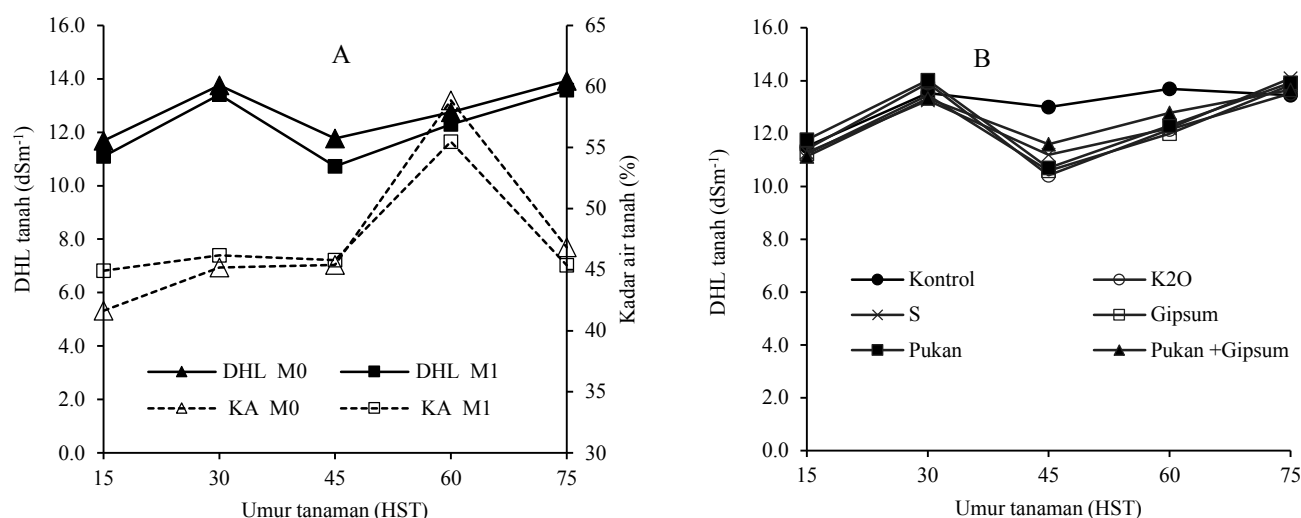 A
DHL tanah (dSm-1)
16.0
14.0
12.0
10.0
8.0
6.0
4.0
2.0
0.0
65
60
55
50
45
40
35
30
Kadar air tanah (%)
DHL M0
DHL M1
KA M0
KA M1
15 30 45 60 75
Umur tanaman (HST)
B
DHL tanah (dSm-1)
16.0
14.0
12.0
10.0
8.0
6.0
4.0
2.0
0.0
Kontrol
K2O
S
Gipsum
Pukan
Pukan +Gipsum
15 30 45 60 75
Umur tanaman (HST)